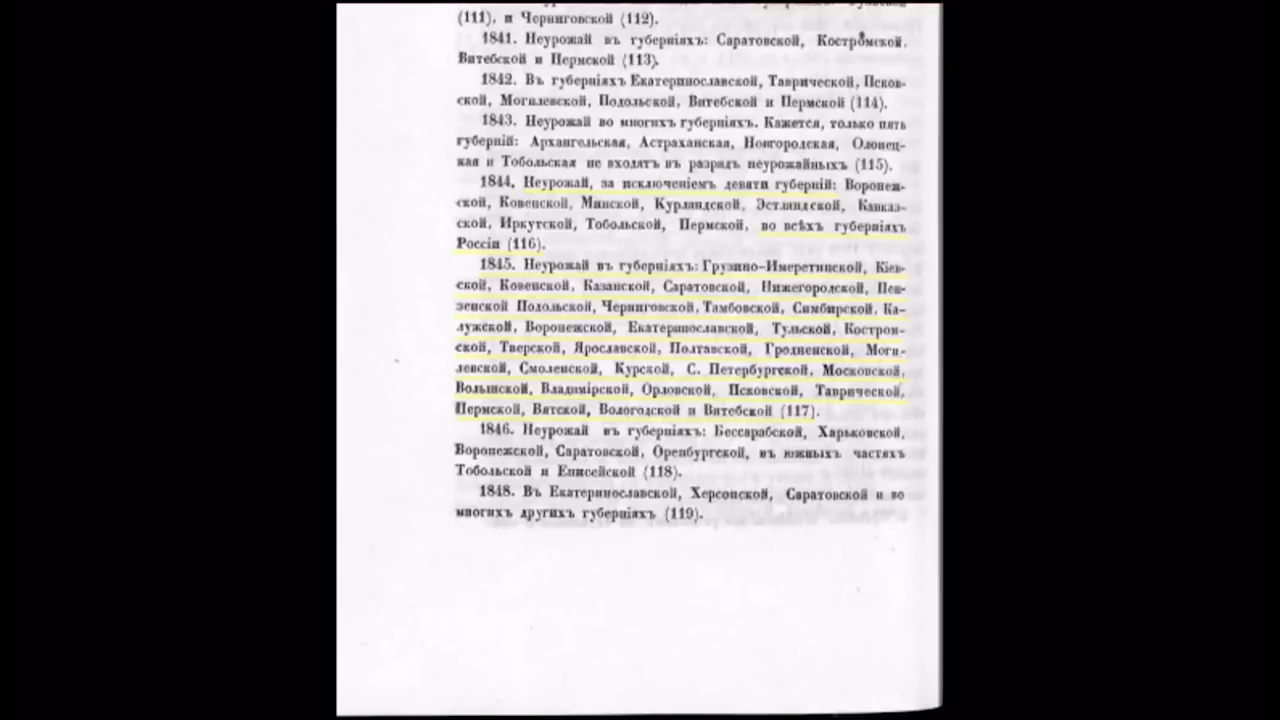 (111), и Черниговской (112).
1841. Неурожай въ губерніяхъ: Саратовской, Костромской,
Витебской и Пермской (113).
1842. Въ губерніяхъ Екатеринославской, Таврической, Псков-
ской, Могилевской, Подольской, Витебской и Пермской (114).
1843. Неурожай во многихъ губерніяхъ. Кажется, только пять
губерній: Архангельская, Астраханская, Новгородская, Олонец-
кая и Тобольская не входятъ въ разрядъ неурожайныхъ (115).
1844. Неурожай, за исключеніемъ девяти губерній: Воронеж-
ской, Ковенской, Минской, Курляндской, Эстляндской, Кавказ-
ской, Иркутской, Тобольской, Пермской, во всѣхъ губерніяхъ
Россіи (116).
1845. Неурожай въ губерніяхъ: Грузино-Имеретинской, Кіев-
ской, Ковенской, Казанской, Саратовской, Нижегородской, Пен-
зенской Подольской, Черниговской, Тамбовской, Симбирской, Ка-
лужской, Воронежской, Екатеринославской, Тульской, Костром-
ской, Тверской, Ярославской, Полтавской, Гродненской, Моги-
левской, Смоленской, Курской, С. Петербургской, Московской,
Волынской, Владимірской, Орловской, Псковской, Таврической,
Пермской, Вятской, Вологодской и Витебской (117).
1846. Неурожай въ губерніяхъ: Бессарабской, Харьковской,
Воронежской, Саратовской, Оренбургской, въ южныхъ частяхъ
Тобольской и Енисейской (118).
1848. Въ Екатеринославской, Херсонской, Саратовской и во
многихъ другихъ губерніяхъ (119).